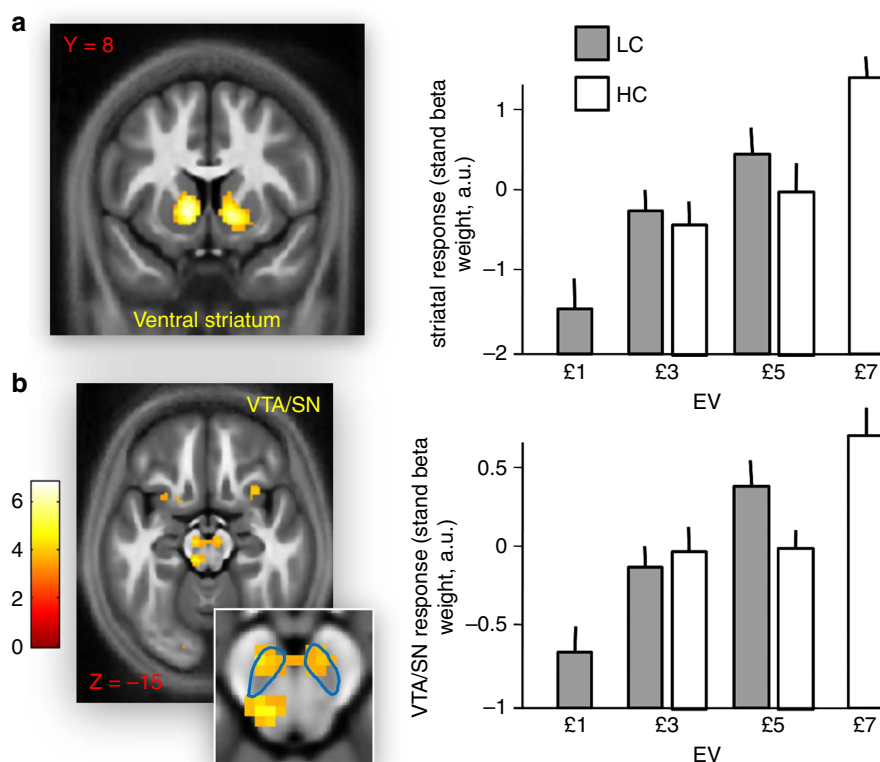 a
Y = 8
Ventral striatum
LC
HC
striatal response (stand beta
weight, a.u.)
1
0
−1
−2
£1 £3 £5 £7
EV
b
VTA/SN
6
4
2
0
Z = −15
VTA/SN response (stand beta
weight, a.u.)
0.5
0
−0.5
−1
£1 £3 £5 £7
EV